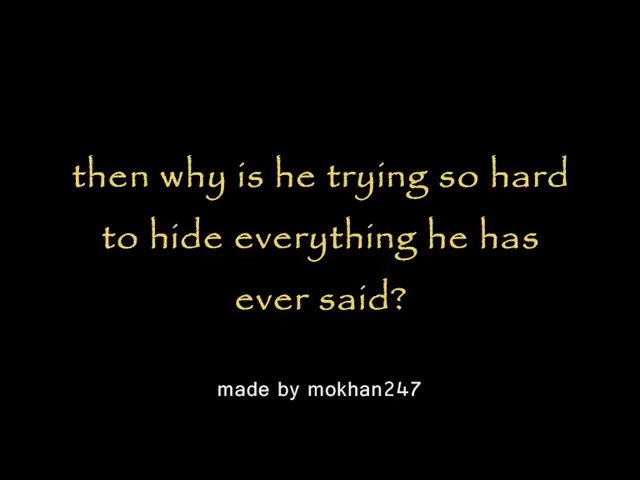 then why is he trying so hard
to hide everything he has
ever said?
made by mokhan247